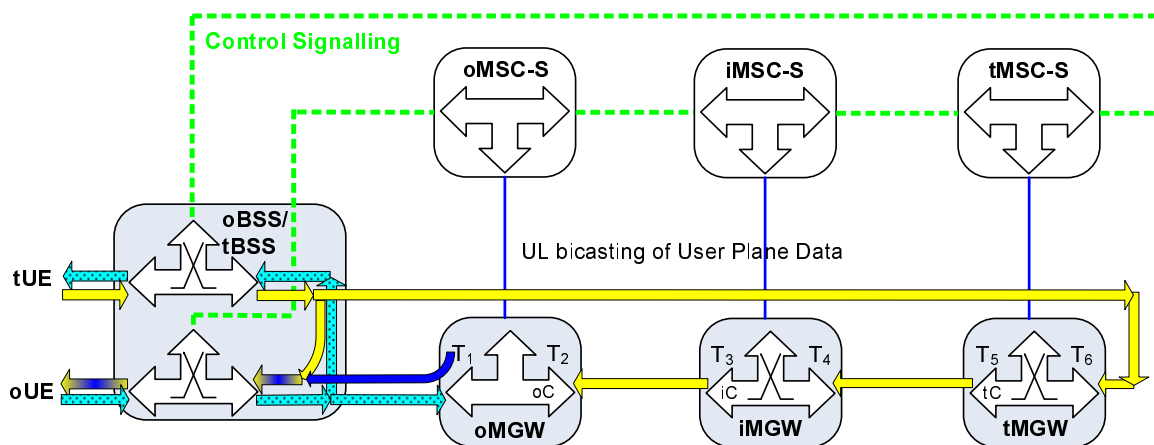 Control Signalling
oMSC-S
iMSC-S
tMSC-S
oBSS/
tBSS
UL bicasting of User Plane Data
tUE
T1
T2
T3
T4
T5
T6
oUE
oC
iC
tC
oMGW
iMGW
tMGW